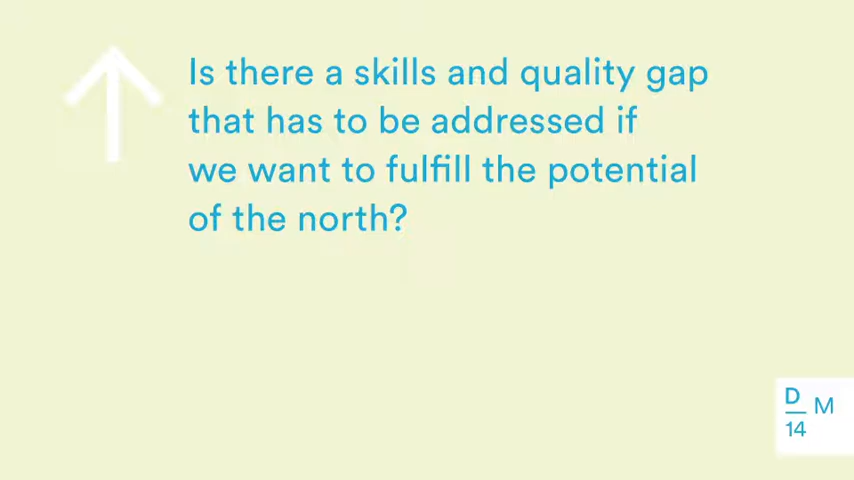 Is there a skills and quality gap
that has to be addressed if
we want to fulfill the potential
of the north?
D
M
14